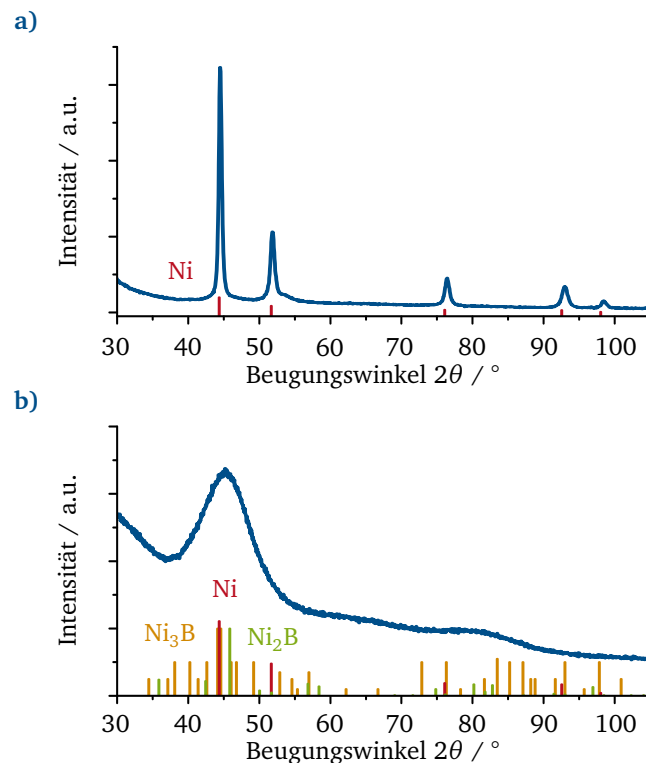 a)
Intensität / a.u.
Ni
30 40 50 60 70 80 90 100
Beugungswinkel 2θ / °
b)
Intensität / a.u.
Ni
Ni₃B
Ni₂B
30 40 50 60 70 80 90 100
Beugungswinkel 2θ / °